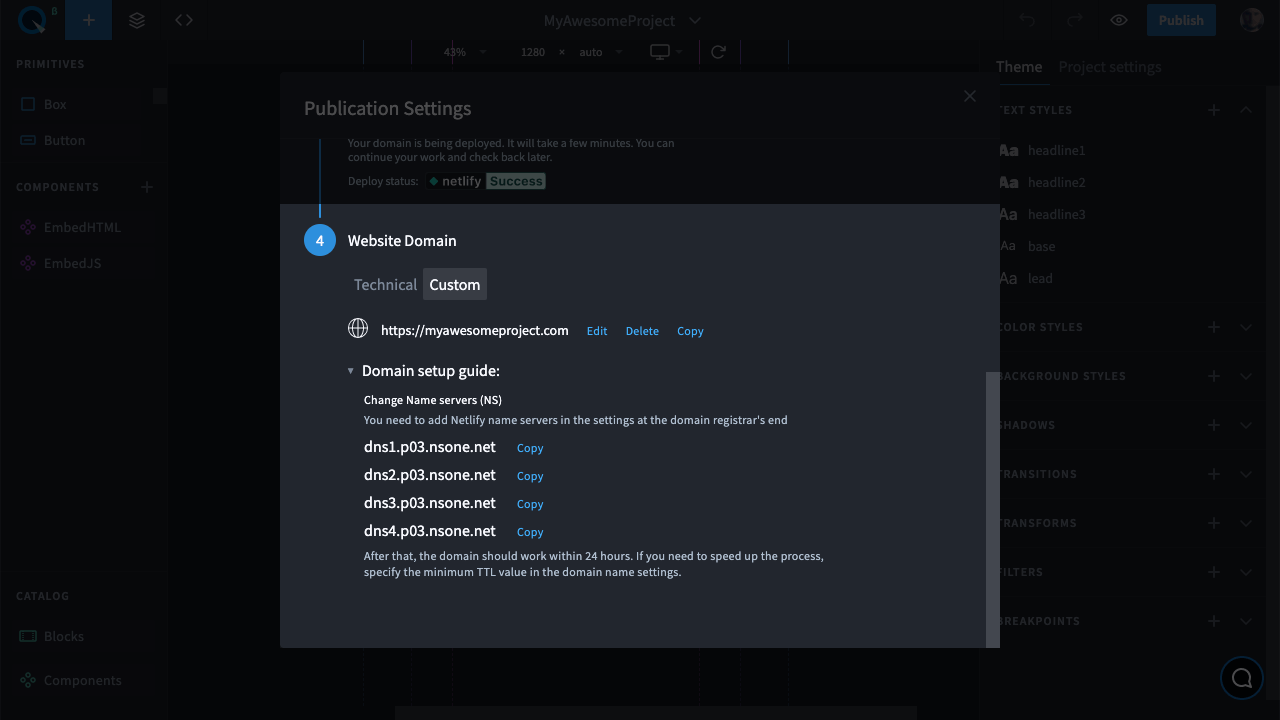 β
MyAwesomeProject
Publish
43% 1280 × auto
PRIMITIVES
Box
Button
COMPONENTS
EmbedHTML
EmbedJS
CATALOG
Blocks
Components
Publication Settings
Your domain is being deployed. It will take a few minutes. You can
continue your work and check back later.
Deploy status: netlify Success
4 Website Domain
Technical Custom
https://myawesomeproject.com Edit Delete Copy
Domain setup guide:
Change Name servers (NS)
You need to add Netlify name servers in the settings at the domain registrar's end
dns1.p03.nsone.net Copy
dns2.p03.nsone.net Copy
dns3.p03.nsone.net Copy
dns4.p03.nsone.net Copy
After that, the domain should work within 24 hours. If you need to speed up the process,
specify the minimum TTL value in the domain name settings.
Theme Project settings
TEXT STYLES
Aa headline1
Aa headline2
Aa headline3
Aa base
Aa lead
COLOR STYLES
BACKGROUND STYLES
SHADOWS
TRANSITIONS
TRANSFORMS
FILTERS
BREAKPOINTS